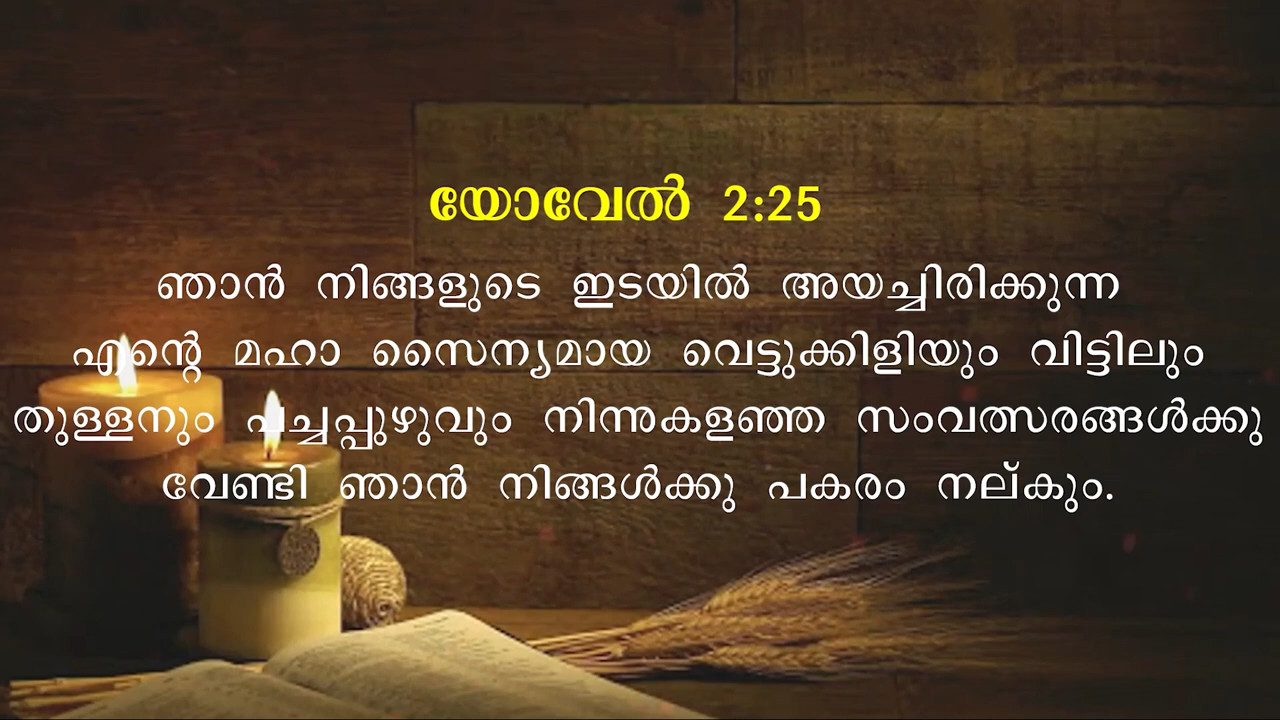 യോവേൽ 2:25
ഞാൻ നിങ്ങളുടെ ഇടയിൽ അയച്ചിരിക്കുന്ന
എന്റെ മഹാ സൈന്യമായ വെട്ടുക്കിളിയും വിട്ടിലും
തുള്ളനും പച്ചപ്പുഴുവും നിന്നുകളഞ്ഞ സംവത്സരങ്ങൾക്കു
വേണ്ടി ഞാൻ നിങ്ങൾക്കു പകരം നല്കും.